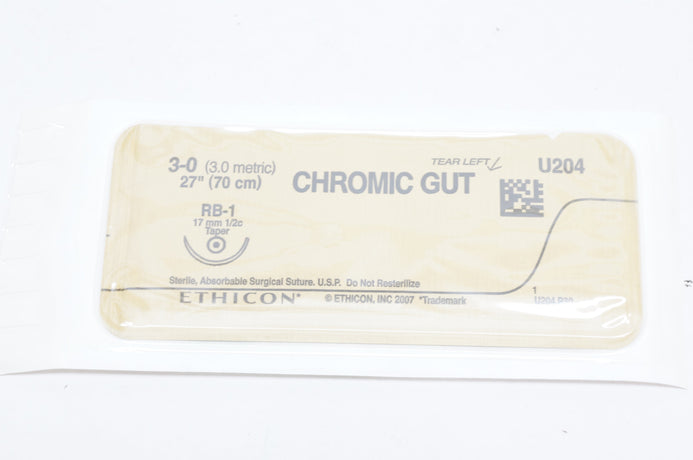 3-0 (3.0 metric)
27" (70 cm)
RB-1
17 mm 1/2c
Taper
CHROMIC GUT
TEAR LEFT
U204
Sterile, Absorbable Surgical Suture. U.S.P. Do Not Resterilize
ETHICON* © ETHICON, INC 2007 *Trademark
1
U204